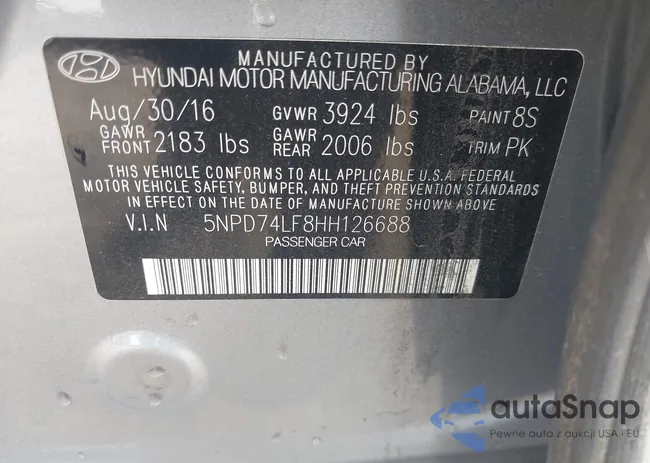 MANUFACTURED BY
HYUNDAI MOTOR MANUFACTURING ALABAMA, LLC
Aug/30/16 GVWR 3924 lbs PAINT 8S
GAWR FRONT 2183 lbs GAWR REAR 2006 lbs TRIM PK
THIS VEHICLE CONFORMS TO ALL APPLICABLE U.S.A. FEDERAL
MOTOR VEHICLE SAFETY, BUMPER, AND THEFT PREVENTION STANDARDS
IN EFFECT ON THE DATE OF MANUFACTURE SHOWN ABOVE.
V.I.N 5NPD74LF8HH126688
PASSENGER CAR
autaSnap
Pewne auta z aukcji USA i EU